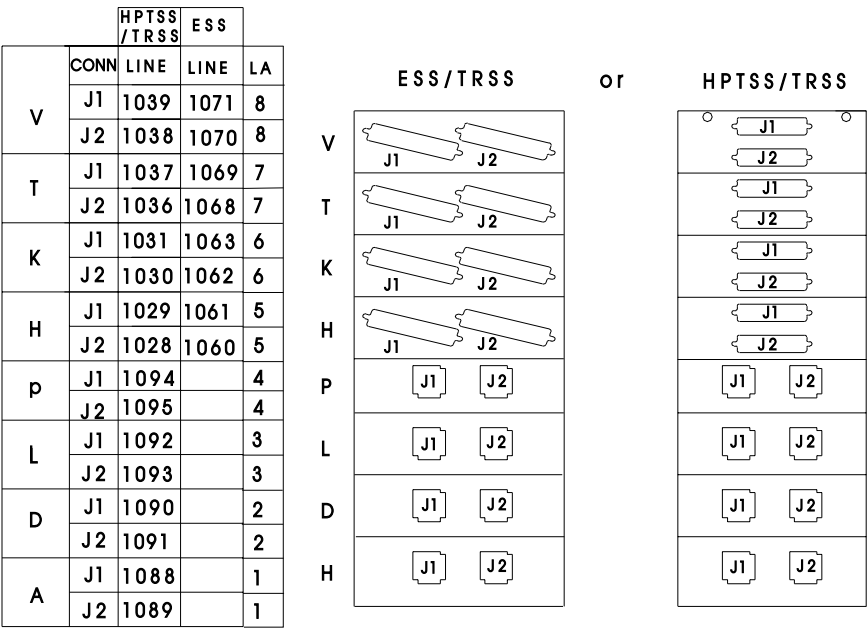 HPTSS ESS
/TRSS
CONN LINE LINE LA
V J1 1039 1071 8
J2 1038 1070 8
T J1 1037 1069 7
J2 1036 1068 7
K J1 1031 1063 6
J2 1030 1062 6
H J1 1029 1061 5
J2 1028 1060 5
p J1 1094 4
J2 1095 4
L J1 1092 3
J2 1093 3
D J1 1090 2
J2 1091 2
A J1 1088 1
J2 1089 1
ESS/TRSS or HPTSS/TRSS
V J1 J2
T J1 J2
K J1 J2
H J1 J2
P J1 J2
L J1 J2
D J1 J2
H J1 J2
J1
J2
J1
J2
J1
J2
J1
J2
J1 J2
J1 J2
J1 J2
J1 J2